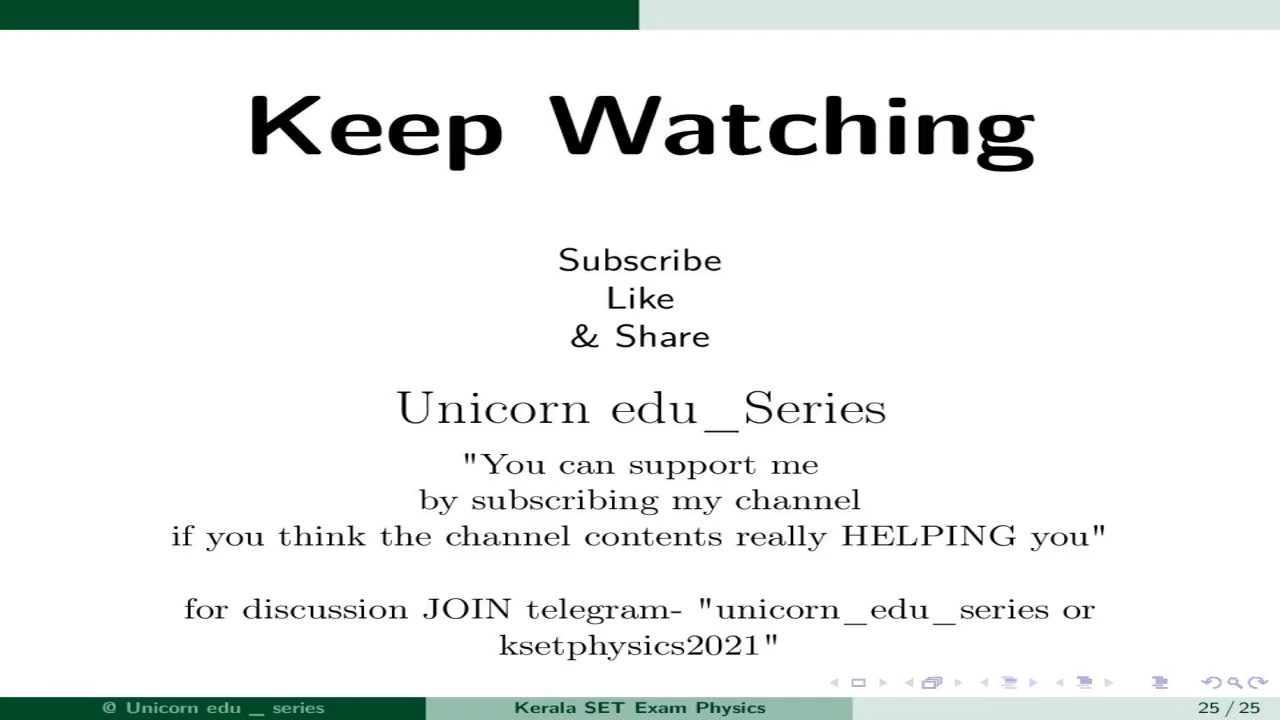 Keep Watching
Subscribe
Like
& Share
Unicorn edu_Series
"You can support me
by subscribing my channel
if you think the channel contents really HELPING you"
for discussion JOIN telegram- "unicorn_edu_series or
ksetphysics2021"
@ Unicorn edu _ series
Kerala SET Exam Physics
25 / 25